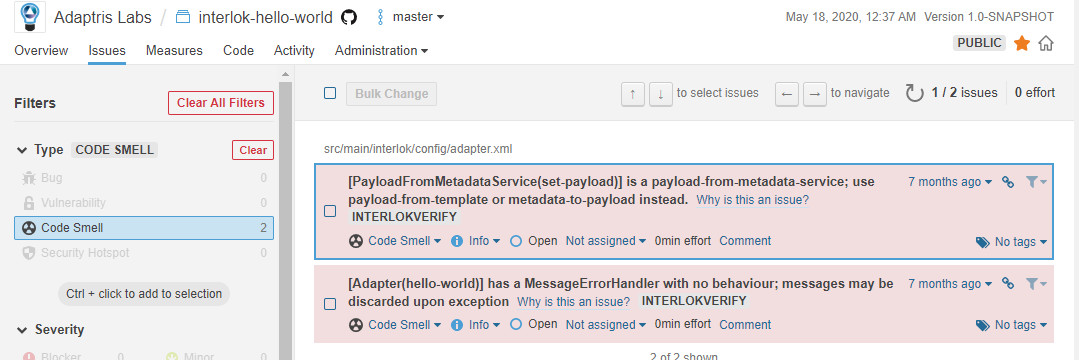 Adaptris Labs / interlok-hello-world master
May 18, 2020, 12:37 AM Version 1.0-SNAPSHOT
PUBLIC
Overview Issues Measures Code Activity Administration
Filters Clear All Filters
Type CODE SMELL Clear
Bug 0
Vulnerability 0
Code Smell 2
Security Hotspot 0
Ctrl + click to add to selection
Severity
Blocker 0 Minor 0
Bulk Change ↑ ↓ to select issues ← → to navigate 1 / 2 issues 0 effort
src/main/interlok/config/adapter.xml
[PayloadFromMetadataService(set-payload)] is a payload-from-metadata-service; use 7 months ago
payload-from-template or metadata-to-payload instead. Why is this an issue?
INTERLOKVERIFY
Code Smell Info Open Not assigned 0min effort Comment No tags
[Adapter(hello-world)] has a MessageErrorHandler with no behaviour; messages may be 7 months ago
discarded upon exception Why is this an issue? INTERLOKVERIFY
Code Smell Info Open Not assigned 0min effort Comment No tags
2 of 2 shown